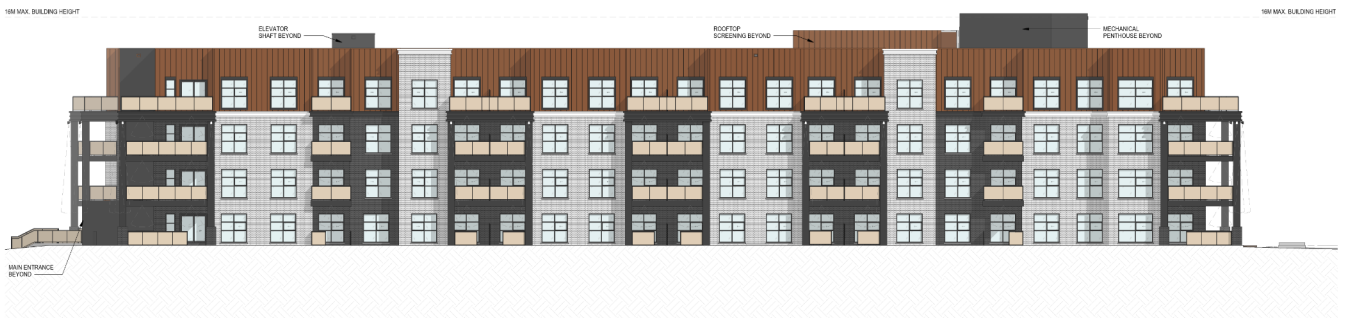 16M MAX. BUILDING HEIGHT
16M MAX. BUILDING HEIGHT
ELEVATOR
SHAFT BEYOND
ROOFTOP
SCREENING BEYOND
MECHANICAL
PENTHOUSE BEYOND
MAIN ENTRANCE
BEYOND